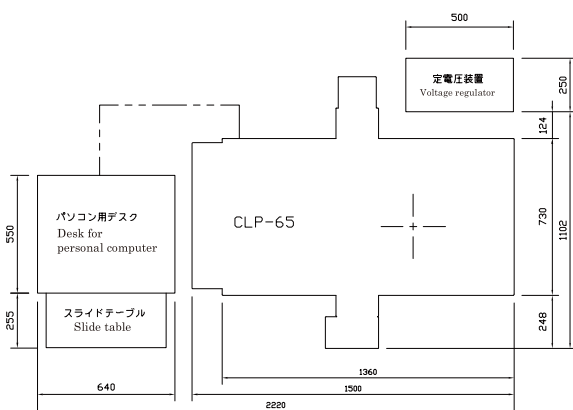 500
定電圧装置
Voltage regulator
250
124
CLP-65
730
1102
パソコン用デスク
Desk for
personal computer
550
スライドテーブル
Slide table
255
248
640
1360
1500
2220